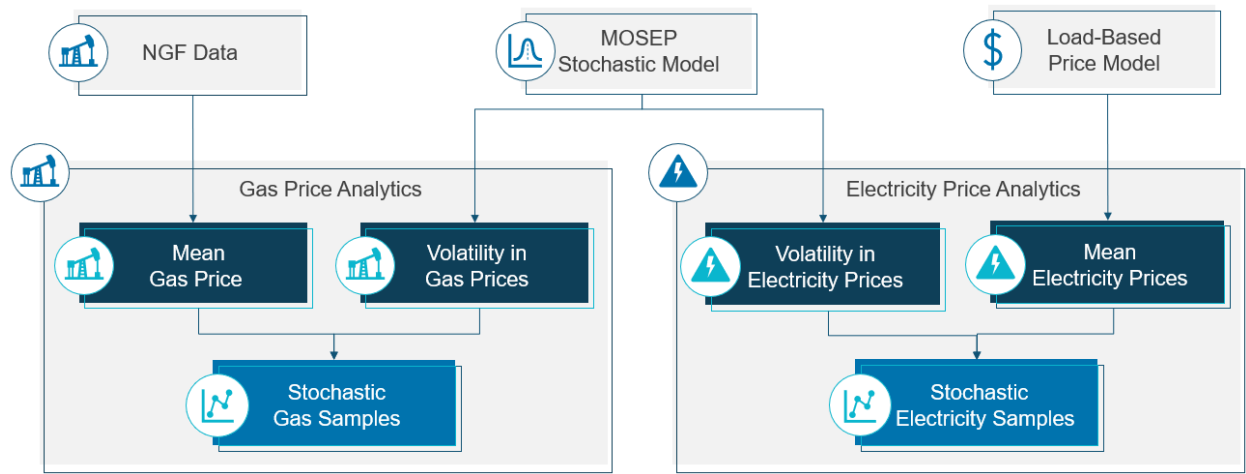 NGF Data
MOSEP
Stochastic Model
Load-Based
Price Model
Gas Price Analytics
Mean
Gas Price
Volatility in
Gas Prices
Stochastic
Gas Samples
Electricity Price Analytics
Volatility in
Electricity Prices
Mean
Electricity Prices
Stochastic
Electricity Samples